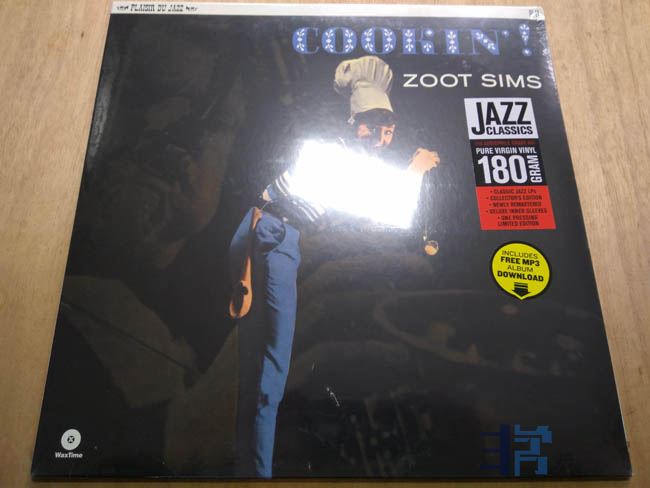 PLAISIR DU JAZZ
COOKIN'!
ZOOT SIMS
JAZZ
CLASSICS
PURE VIRGIN VINYL
180
GRAM
• CLASSIC JAZZ LPs
• COLLECTOR'S EDITION
• NEWLY REMASTERED
• DELUXE INNER SLEEVES
• ONE PRESSING
LIMITED EDITION
INCLUDES
FREE MP3
ALBUM
DOWNLOAD
WaxTime